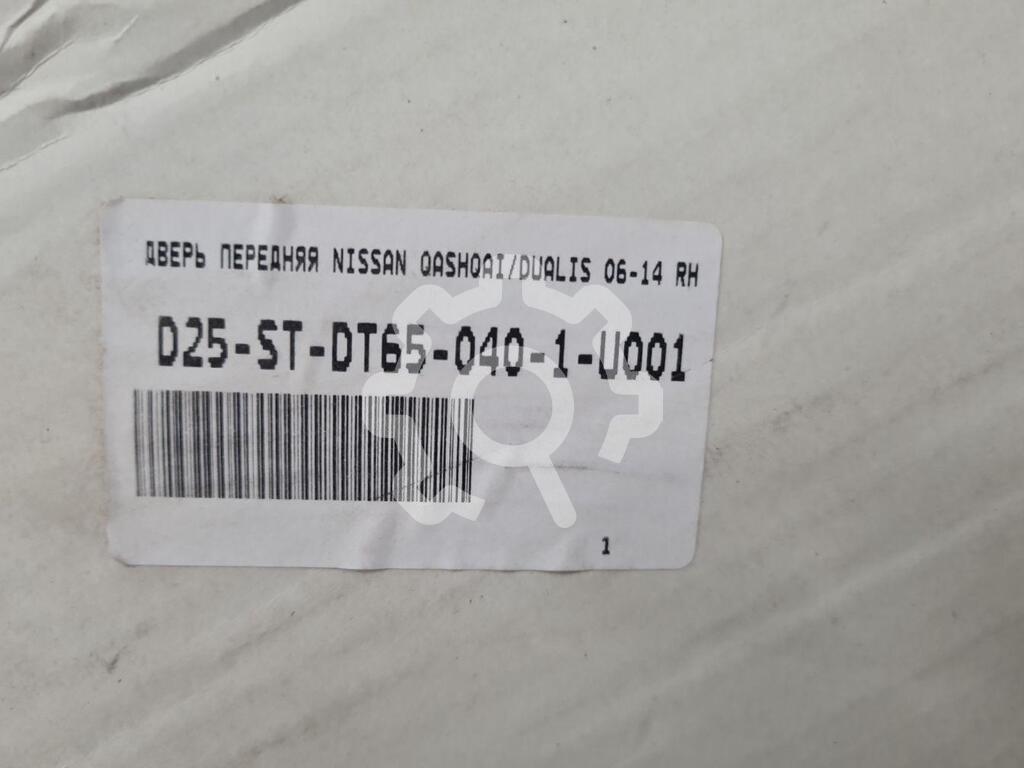 ДВЕРЬ ПЕРЕДНЯЯ NISSAN QASHQAI/DUALIS 06-14 RH
D25-ST-DT65-040-1-U001
1